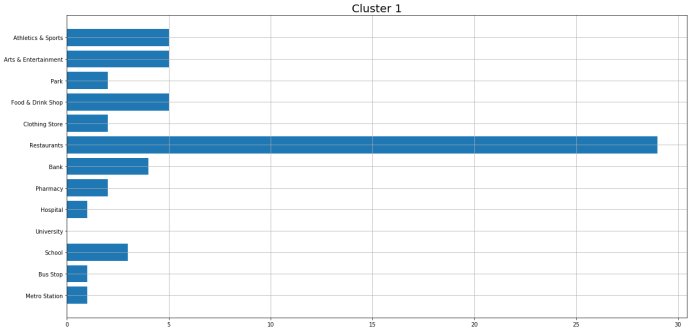 Cluster 1
Athletics & Sports
Arts & Entertainment
Park
Food & Drink Shop
Clothing Store
Restaurants
Bank
Pharmacy
Hospital
University
School
Bus Stop
Metro Station
0 5 10 15 20 25 30